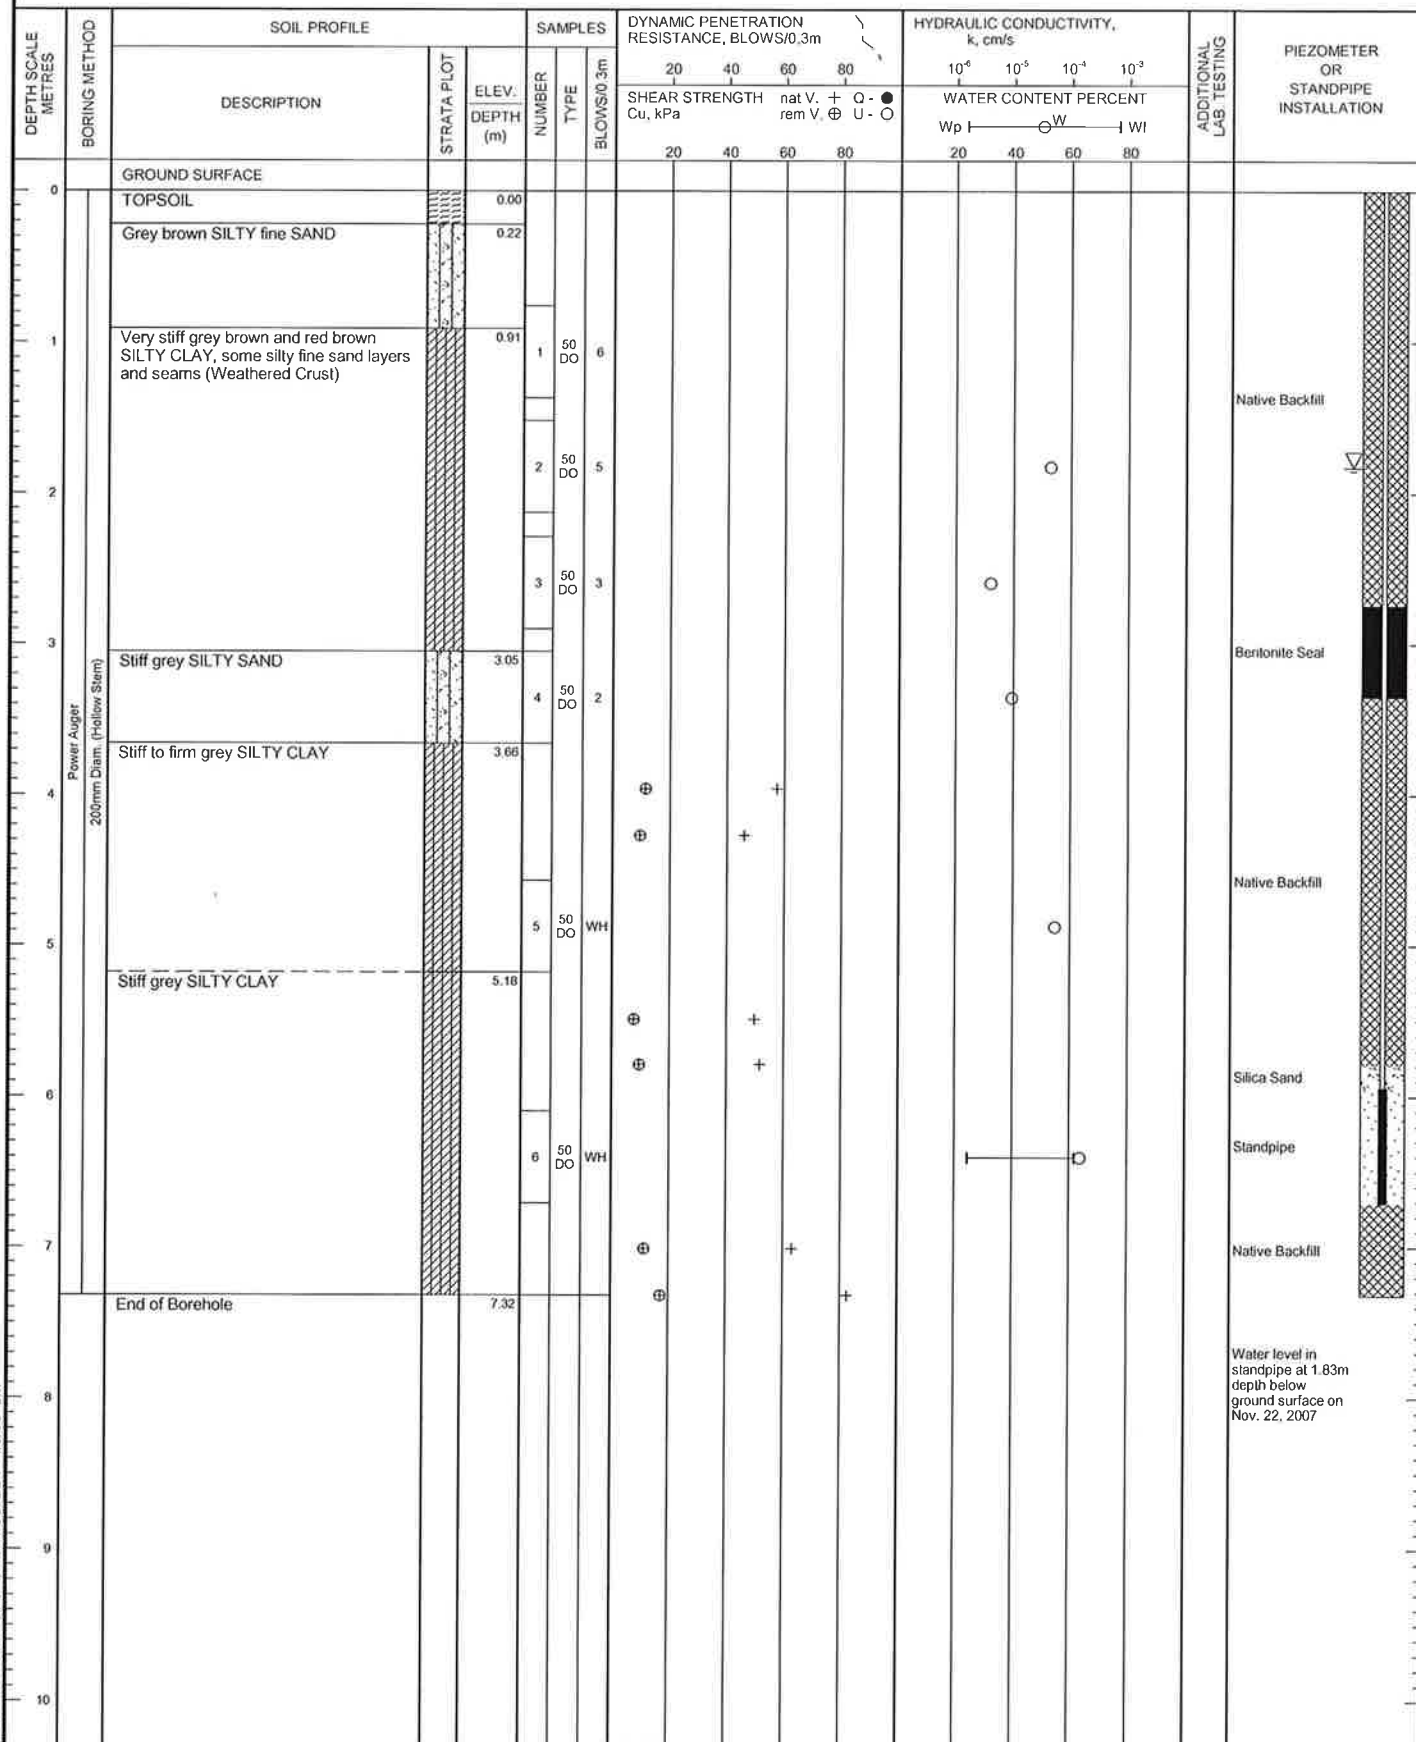 DEPTH SCALE
METRES
BORING METHOD
SOIL PROFILE
DESCRIPTION
STRATA PLOT
ELEV.
DEPTH
(m)
SAMPLES
NUMBER
TYPE
BLOWS/0.3m
DYNAMIC PENETRATION
RESISTANCE, BLOWS/0.3m
20 40 60 80
SHEAR STRENGTH nat V. + Q - ●
Cu, kPa rem V. ⊕ U - O
20 40 60 80
HYDRAULIC CONDUCTIVITY,
k, cm/s
10⁻⁶ 10⁻⁵ 10⁻⁴ 10⁻³
WATER CONTENT PERCENT
Wp W Wl
20 40 60 80
ADDITIONAL
LAB. TESTING
PIEZOMETER
OR
STANDPIPE
INSTALLATION
GROUND SURFACE
0
TOPSOIL 0.00
Grey brown SILTY fine SAND 0.22
Very stiff grey brown and red brown 0.91
SILTY CLAY, some silty fine sand layers
and seams (Weathered Crust)
1
1 50 DO 6
Native Backfill
2 50 DO 5
2
3 50 DO 3
3
Stiff grey SILTY SAND 3.05
Bentonite Seal
4 50 DO 2
Power Auger
200mm Diam. (Hollow Stem)
Stiff to firm grey SILTY CLAY 3.66
4
Native Backfill
5 50 DO WH
5
Stiff grey SILTY CLAY 5.18
Silica Sand
6
Standpipe
6 50 DO WH
7
Native Backfill
End of Borehole 7.32
Water level in
standpipe at 1.83m
depth below
ground surface on
Nov. 22, 2007
8
9
10